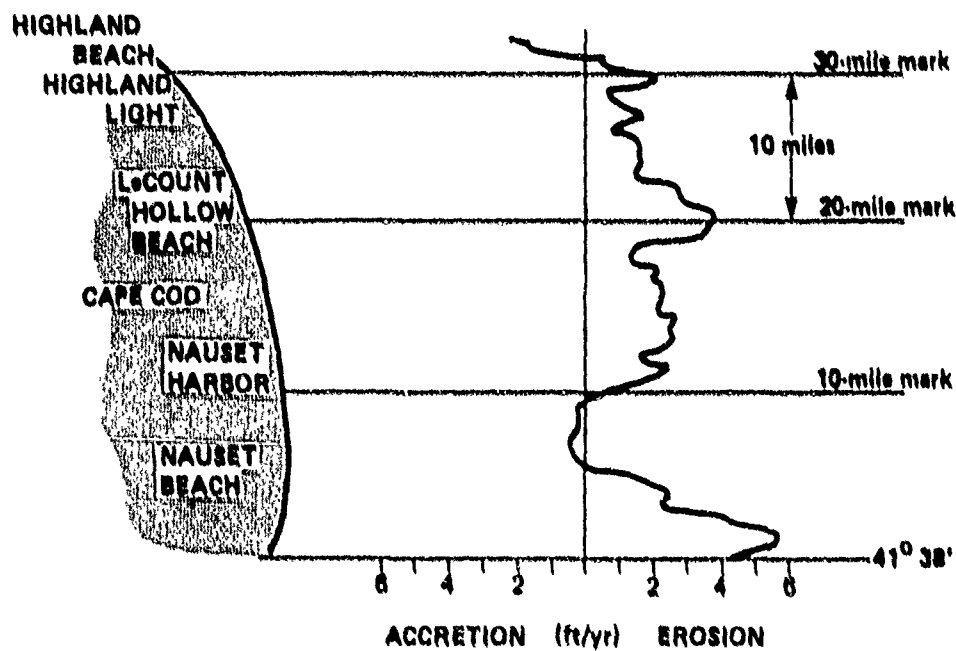 HIGHLAND
BEACH
HIGHLAND
LIGHT
30-mile mark
10 miles
LeCOUNT
HOLLOW
BEACH
20-mile mark
CAPE COD
NAUSET
HARBOR
10-mile mark
NAUSET
BEACH
41° 38'
6 4 2 2 4 6
ACCRETION (ft/yr) EROSION